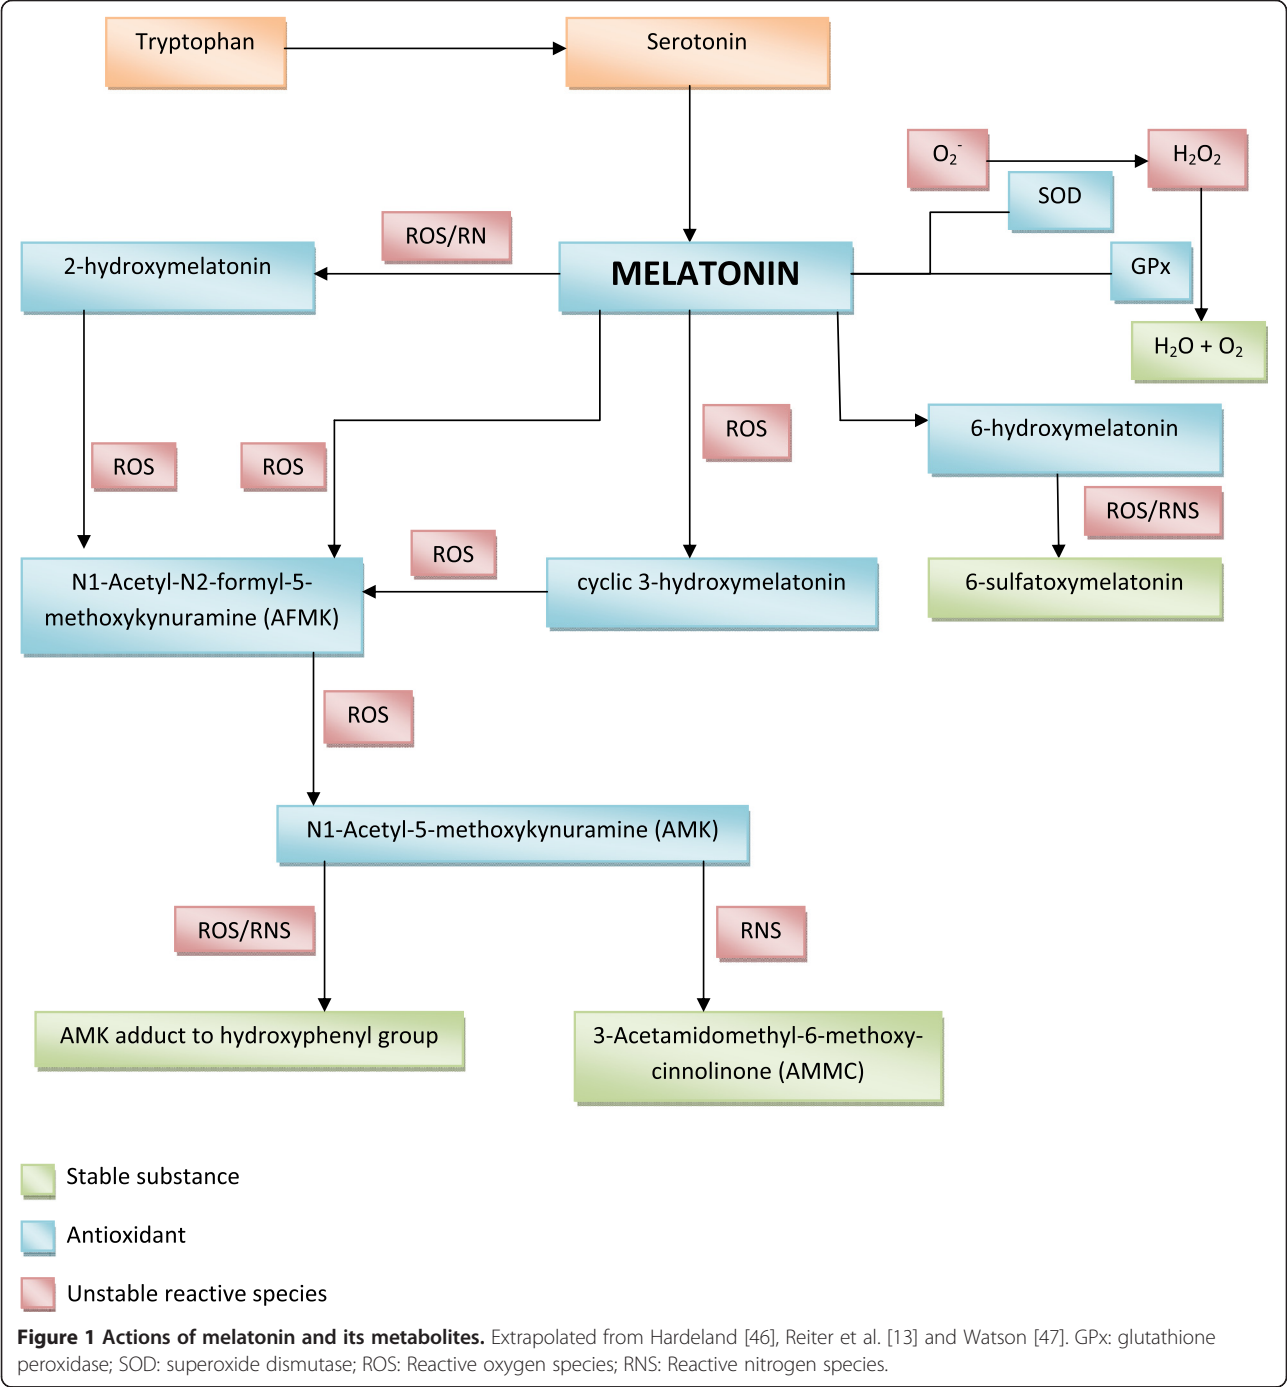 Tryptophan
Serotonin
O2-
H2O2
SOD
ROS/RN
2-hydroxymelatonin
MELATONIN
GPx
H2O + O2
ROS
6-hydroxymelatonin
ROS
ROS
ROS/RNS
ROS
N1-Acetyl-N2-formyl-5-
methoxykynuramine (AFMK)
cyclic 3-hydroxymelatonin
6-sulfatoxymelatonin
ROS
N1-Acetyl-5-methoxykynuramine (AMK)
ROS/RNS
RNS
AMK adduct to hydroxyphenyl group
3-Acetamidomethyl-6-methoxy-
cinnolinone (AMMC)
Stable substance
Antioxidant
Unstable reactive species
Figure 1 Actions of melatonin and its metabolites. Extrapolated from Hardeland [46], Reiter et al. [13] and Watson [47]. GPx: glutathione
peroxidase; SOD: superoxide dismutase; ROS: Reactive oxygen species; RNS: Reactive nitrogen species.